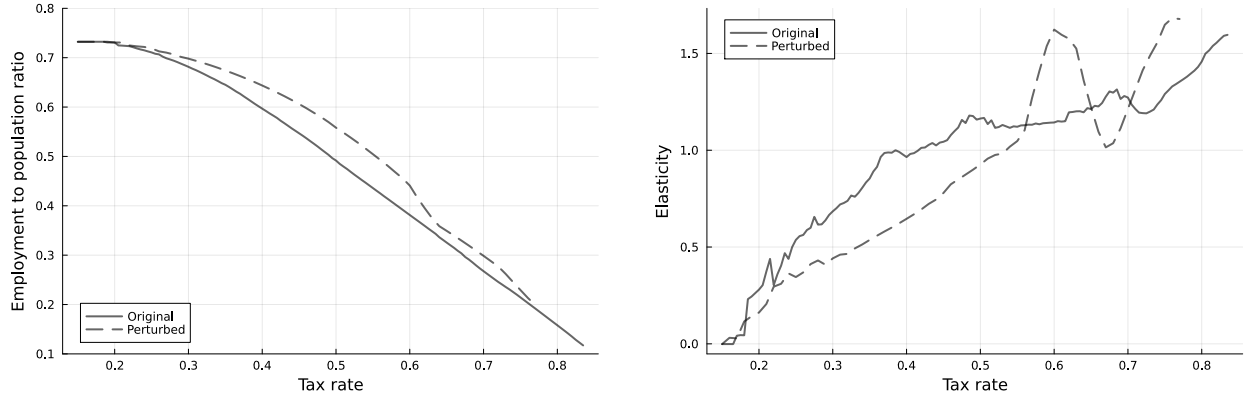 Employment to population ratio
0.8
0.7
0.6
0.5
0.4
0.3
0.2
0.1
Original
Perturbed
0.2 0.3 0.4 0.5 0.6 0.7 0.8
Tax rate
Elasticity
1.5
1.0
0.5
0.0
Original
Perturbed
0.2 0.3 0.4 0.5 0.6 0.7 0.8
Tax rate